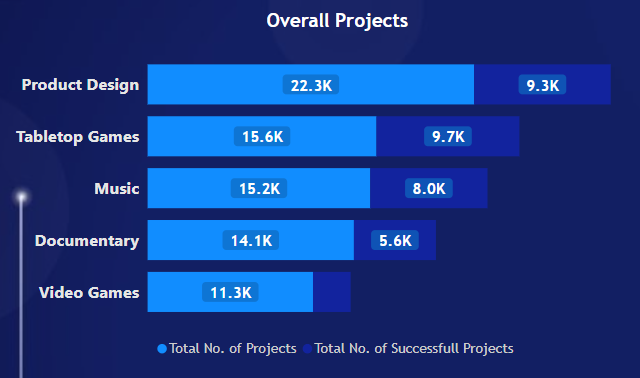 Overall Projects
Product Design 22.3K 9.3K
Tabletop Games 15.6K 9.7K
Music 15.2K 8.0K
Documentary 14.1K 5.6K
Video Games 11.3K
Total No. of Projects Total No. of Successfull Projects